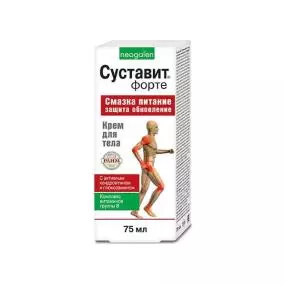 neogalen
Суставит®
форте
Смазка питание
защита обновление
Крем для
тела
С активным
хондроитином
и глюкозамином
Комплекс
витаминов
группы В
75 мл